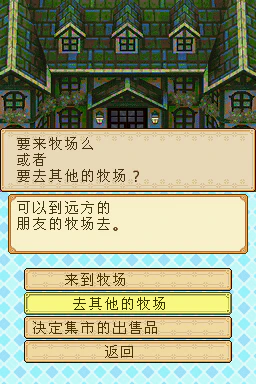 要来牧场么
或者
要去其他的牧场？
可以到远方的
朋友的牧场去。
来到牧场
去其他的牧场
决定集市的出售品
返回